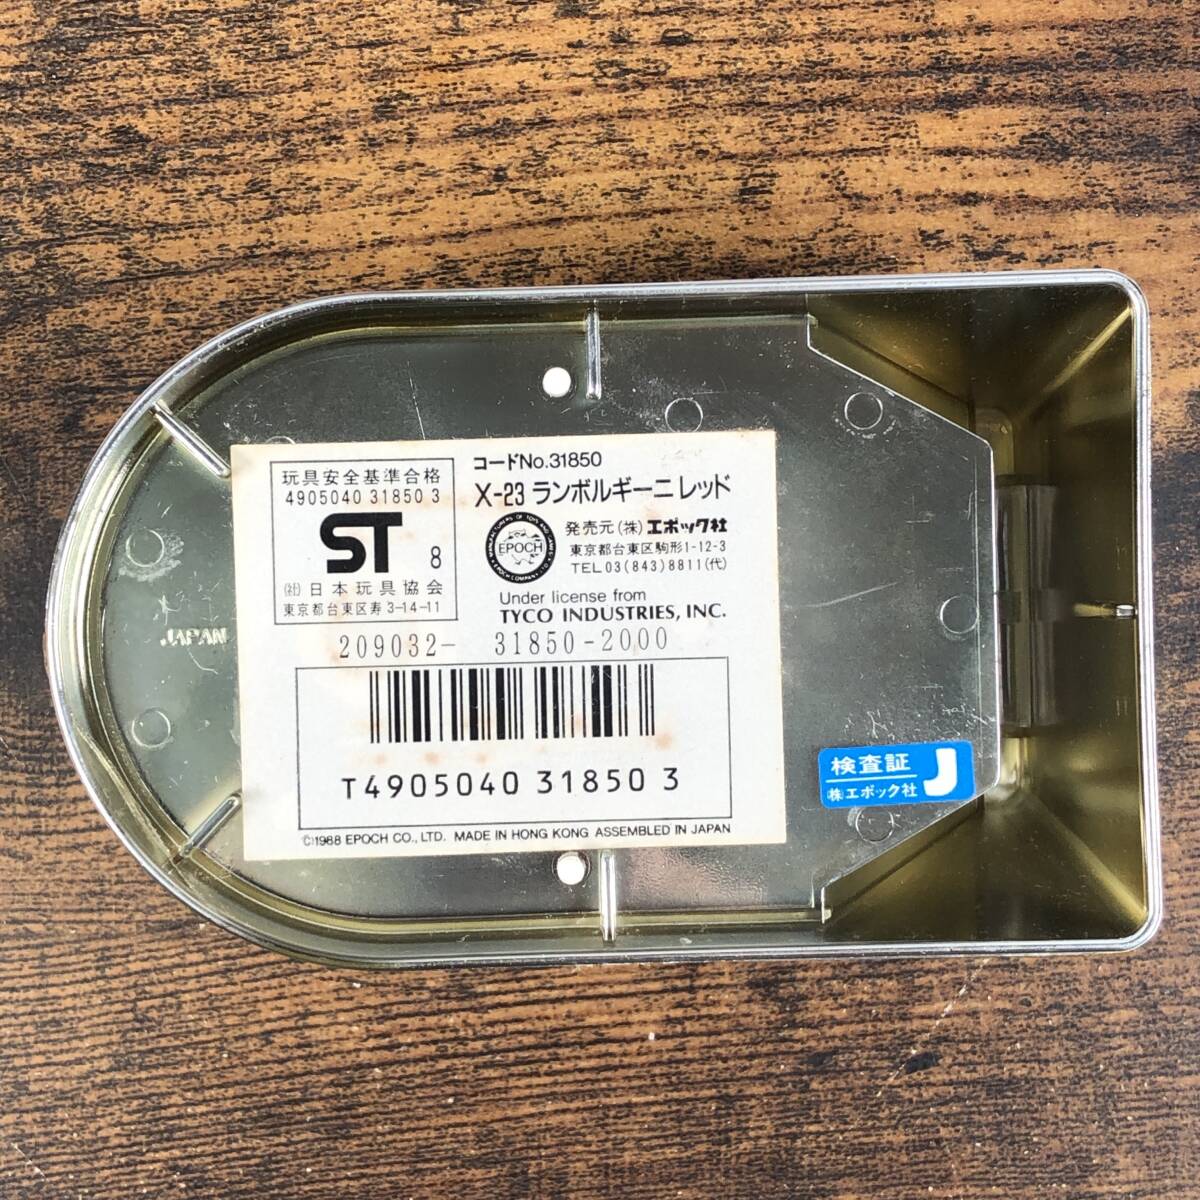 玩具安全基準合格
4905040 31850 3
ST 8
(社)日本玩具協会
東京都台東区寿 3-14-11
コードNo.31850
X-23 ランボルギーニレッド
EPOCH
発売元(株)エポック社
東京都台東区駒形1-12-3
TEL 03(843)8811(代)
Under license from
TYCO INDUSTRIES, INC.
209032- 31850-2000
T4905040 31850 3
(C)1988 EPOCH CO., LTD. MADE IN HONG KONG ASSEMBLED IN JAPAN
JAPAN
検査証 J
(株)エポック社